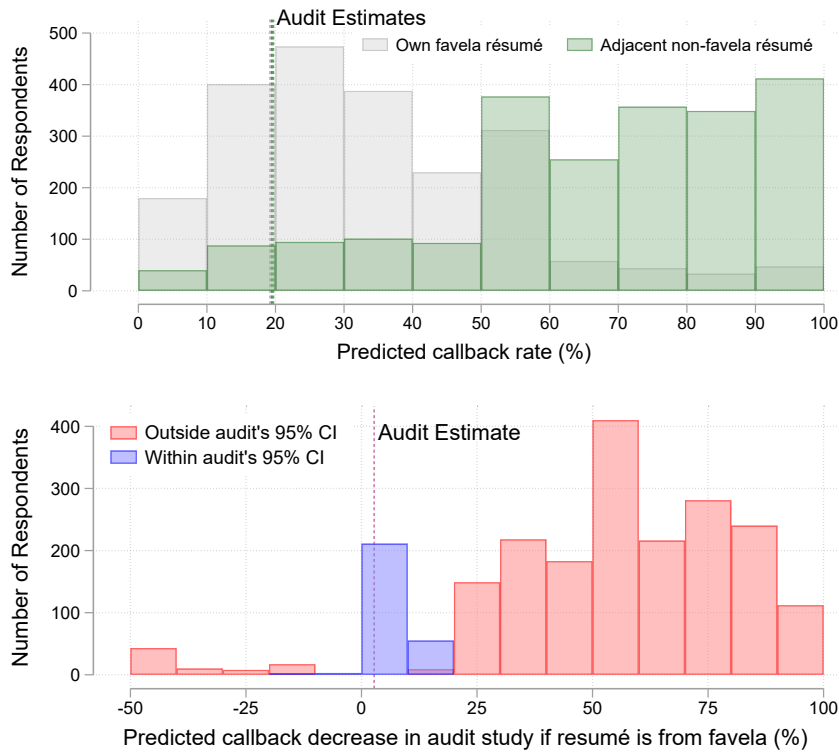 Audit Estimates
Own favela résumé
Adjacent non-favela résumé
Number of Respondents
500
400
300
200
100
0
0 10 20 30 40 50 60 70 80 90 100
Predicted callback rate (%)
Outside audit's 95% CI
Within audit's 95% CI
Audit Estimate
Number of Respondents
400
300
200
100
0
-50 -25 0 25 50 75 100
Predicted callback decrease in audit study if resumé is from favela (%)